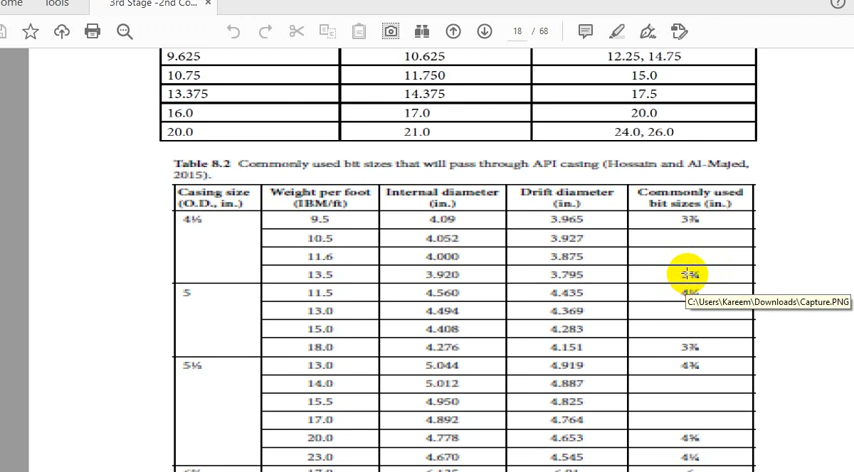 ome Tools 3rd Stage -2nd Co... ×
18 / 68
9.625 10.625 12.25, 14.75
10.75 11.750 15.0
13.375 14.375 17.5
16.0 17.0 20.0
20.0 21.0 24.0, 26.0
Table 8.2 Commonly used bit sizes that will pass through API casing (Hossain and Al-Majed,
2015).
Casing size Weight per foot Internal diameter Drift diameter Commonly used
(O.D., in.) (IBM/ft) (in.) (in.) bit sizes (in.)
4½ 9.5 4.09 3.965 3⅞
10.5 4.052 3.927
11.6 4.000 3.875
13.5 3.920 3.795
5 11.5 4.560 4.435
C:\Users\Kareem\Downloads\Capture.PNG
13.0 4.494 4.369
15.0 4.408 4.283
18.0 4.276 4.151 3⅞
5½ 13.0 5.044 4.919 4¾
14.0 5.012 4.887
15.5 4.950 4.825
17.0 4.892 4.764
20.0 4.778 4.653
23.0 4.670 4.545